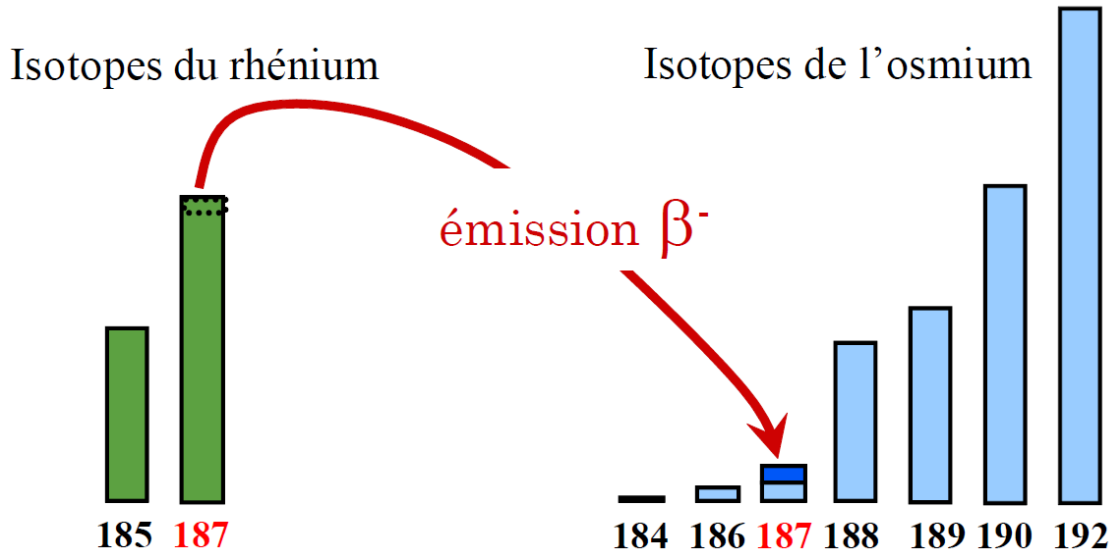 Isotopes du rhénium
Isotopes de l’osmium
émission β-
185 187
184 186 187 188 189 190 192